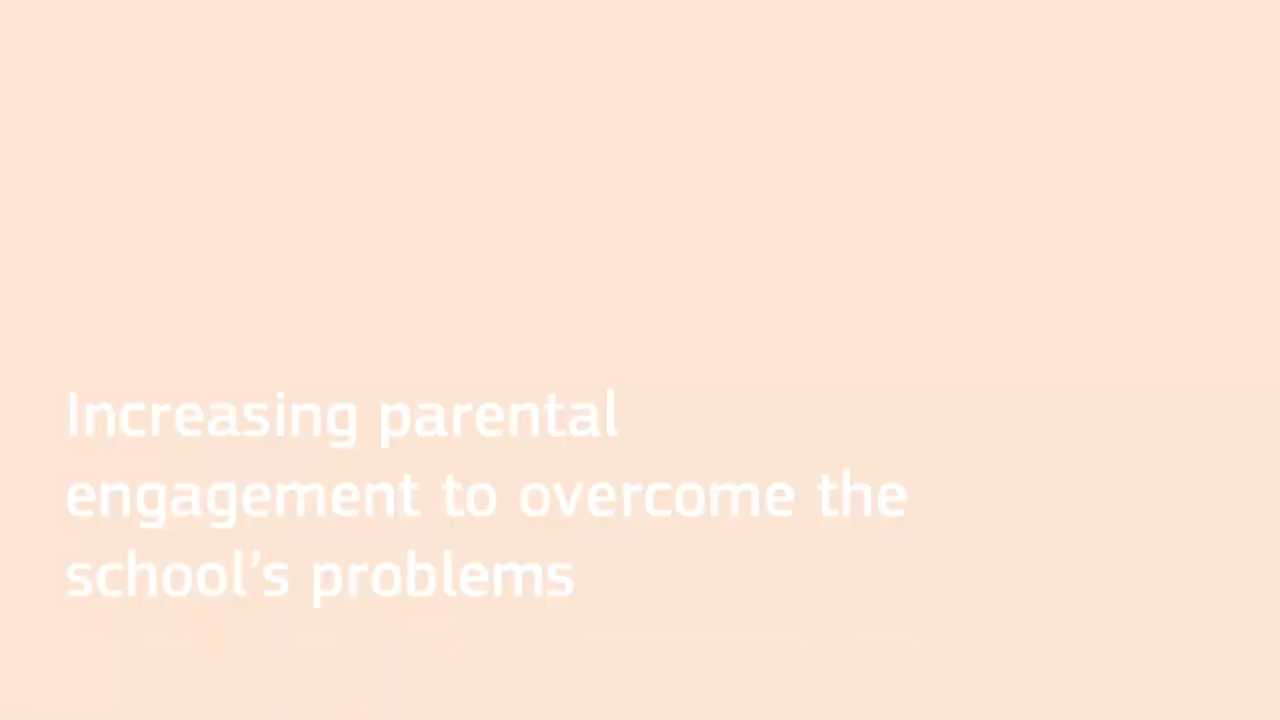 Increasing parental
engagement to overcome the
school’s problems